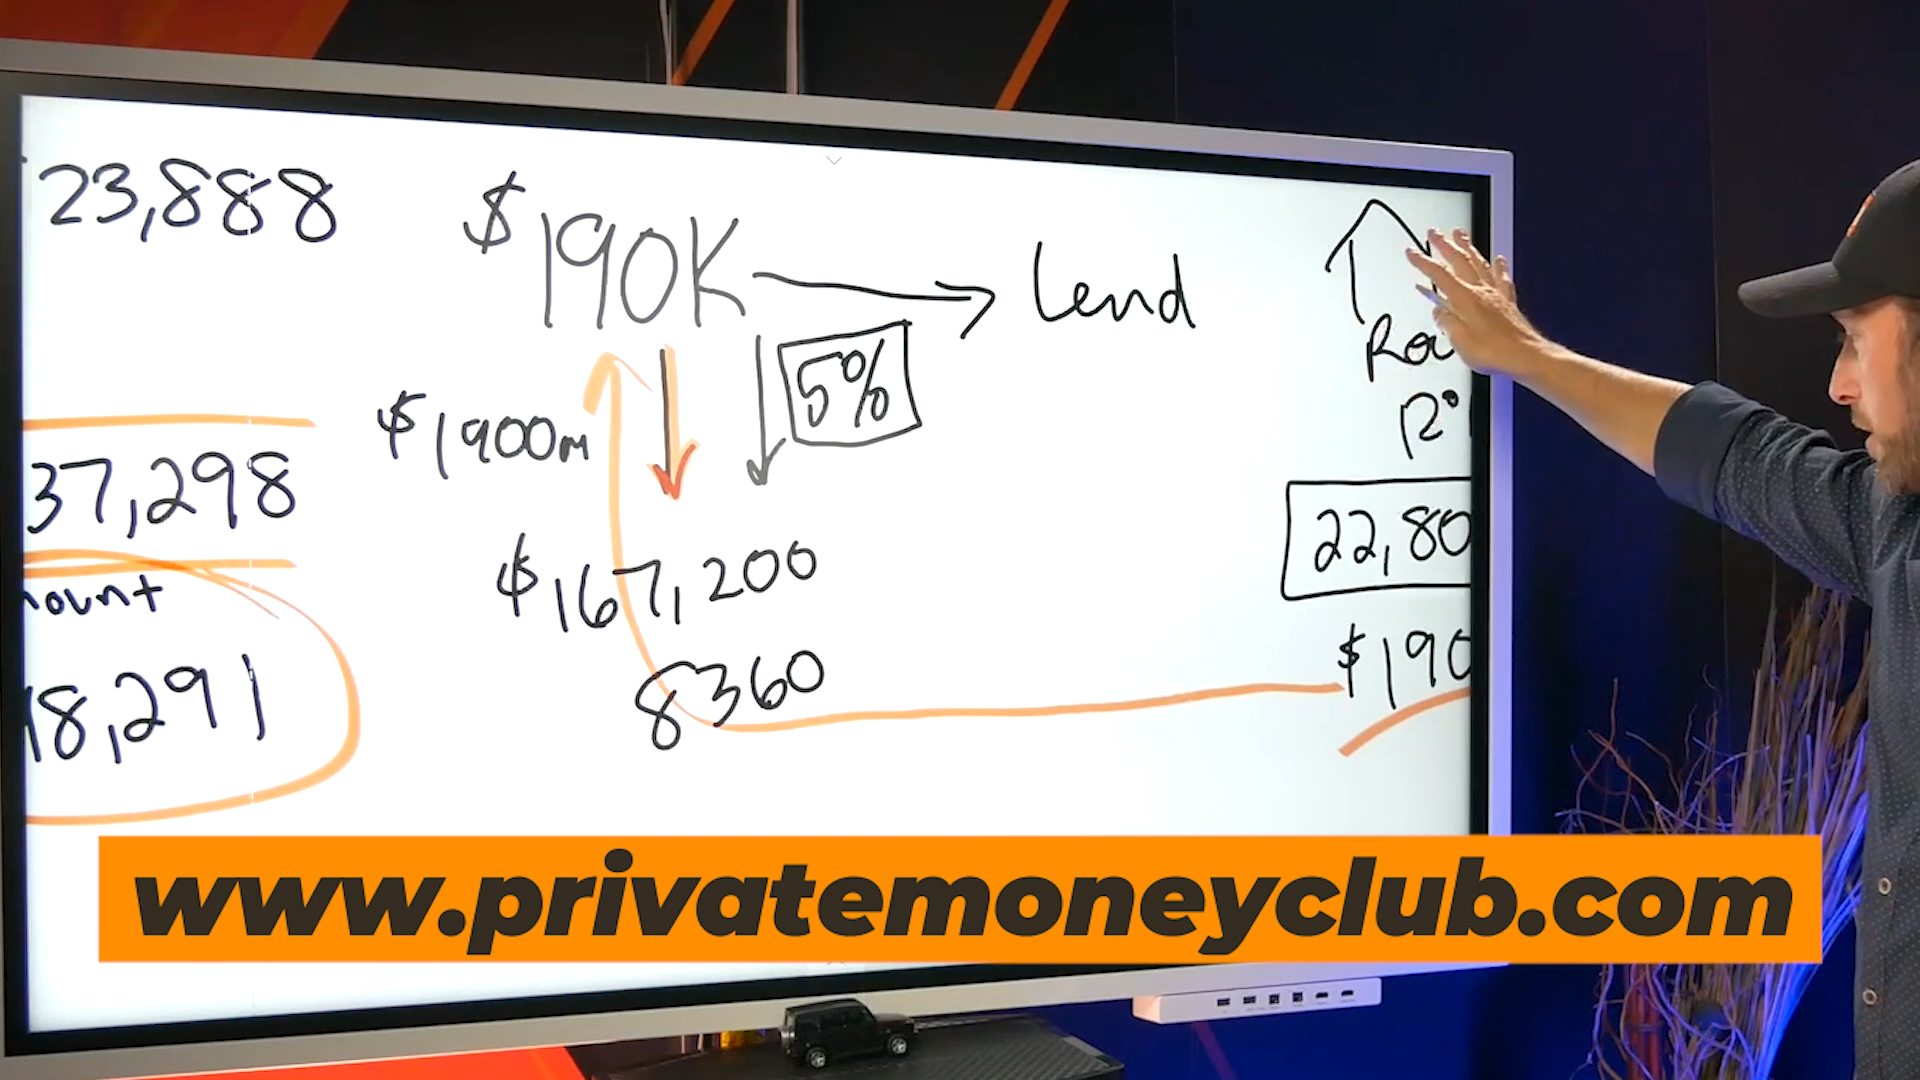 23,888
$190K
Lend
5%
$1900m
12%
37,298
22,80
$167,200
$190
8360
18,291
www.privatemoneyclub.com